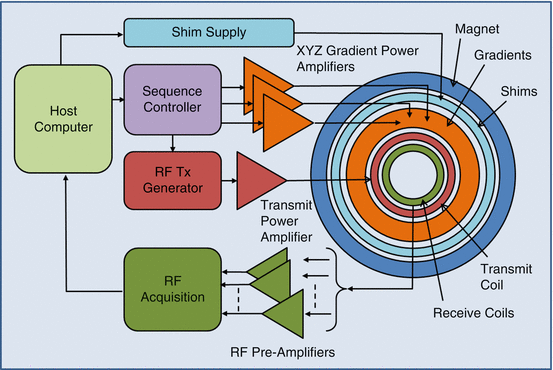 Shim Supply
XYZ Gradient Power
Amplifiers
Magnet
Gradients
Shims
Host
Computer
Sequence
Controller
RF Tx
Generator
Transmit
Power
Amplifier
RF
Acquisition
Transmit
Coil
Receive Coils
RF Pre-Amplifiers